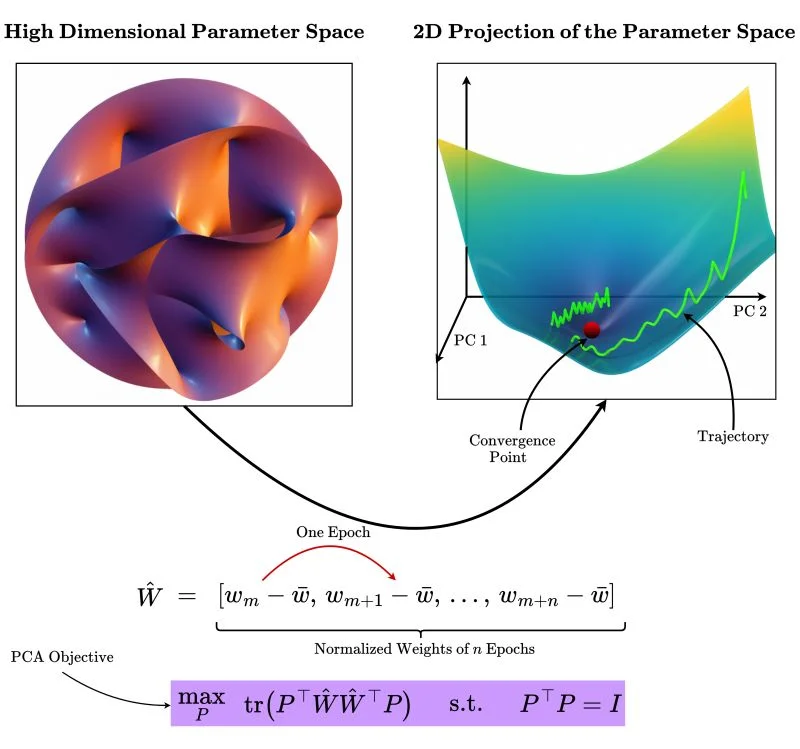 High Dimensional Parameter Space
2D Projection of the Parameter Space
PC 1
PC 2
Convergence
Point
Trajectory
One Epoch
Ŵ = [w_m − w̄, w_{m+1} − w̄, …, w_{m+n} − w̄]
Normalized Weights of n Epochs
PCA Objective
max_P tr(P^⊤ŴŴ^⊤P) s.t. P^⊤P = I